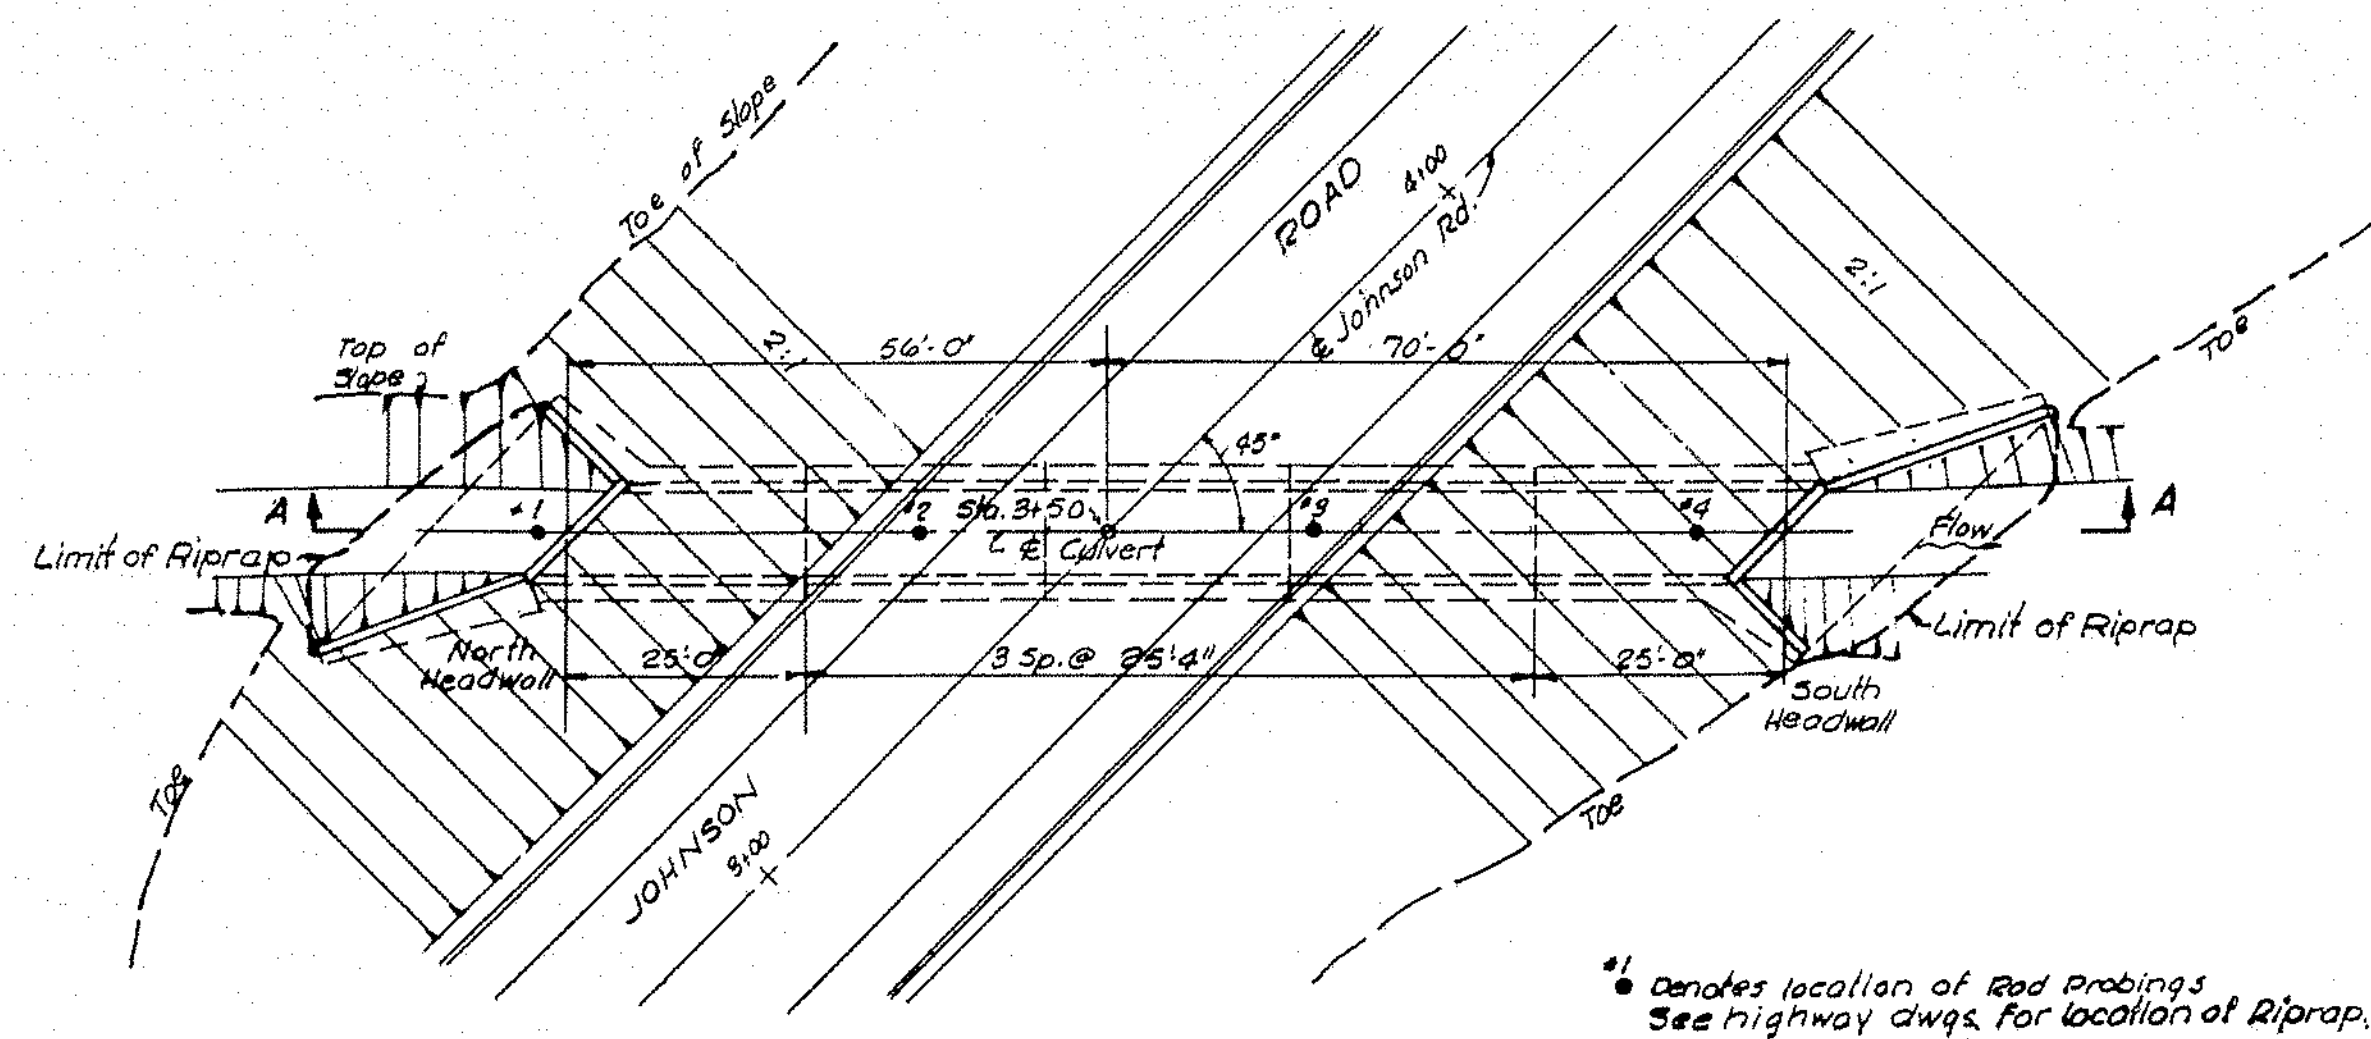 Toe of Slope
ROAD
4+00
℄ Johnson Rd.
2:1
2:1
Toe
Top of
Slope
56'-0"
70'-0"
45°
A
#1
#2
Sta. 3+50
#3
#4
A
℄ Culvert
Flow
Limit of Riprap
Limit of Riprap
North
Headwall
25'-0"
3 Sp. @ 25'-4"
25'-0"
South
Headwall
Toe
Toe
JOHNSON
3+00
#1
Denotes location of Rod Probings
See highway dwgs. for location of Riprap.